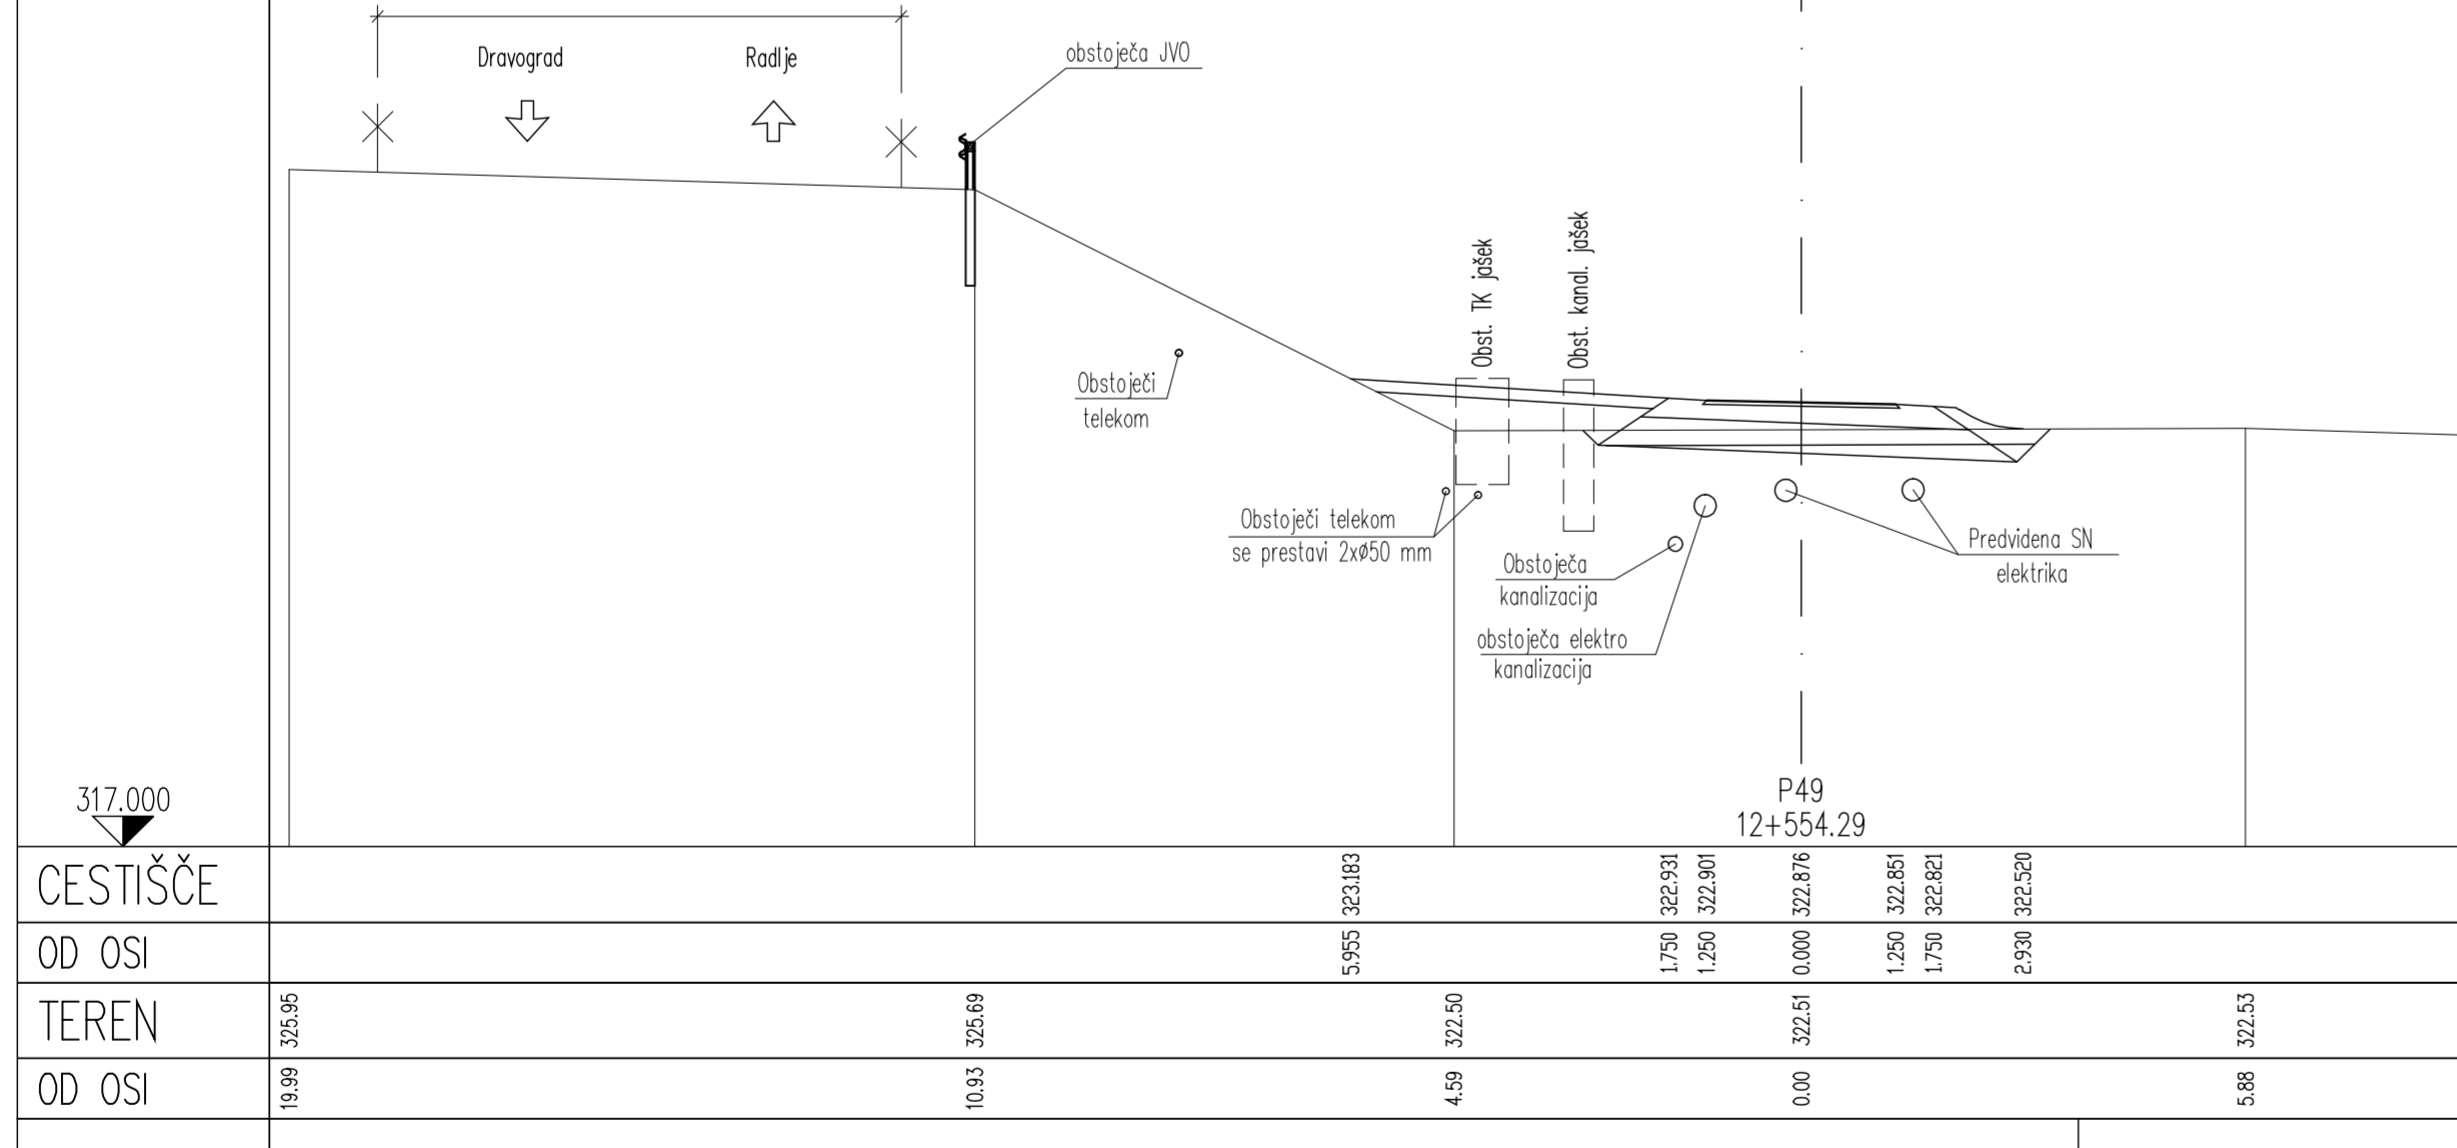 Dravograd
Radlje
obstoječa JVO
Obst. TK jašek
Obst. kanal. jašek
Obstoječi
telekom
Obstoječi telekom
se prestavi 2xø50 mm
Obstoječa
kanalizacija
obstoječa elektro
kanalizacija
Predvidena SN
elektrika
317.000
P49
12+554.29
CESTIŠČE 323.183 322.931 322.901 322.876 322.851 322.821 322.520
OD OSI 5.955 1.750 1.250 0.000 1.250 1.750 2.930
TEREN 325.95 325.69 322.50 322.51 322.53
OD OSI 19.99 10.93 4.59 0.00 5.88